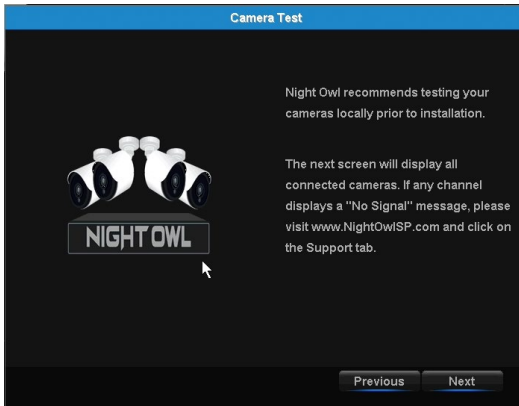 Camera Test
Night Owl recommends testing your
cameras locally prior to installation.
The next screen will display all
connected cameras. If any channel
displays a "No Signal" message, please
visit www.NightOwlSP.com and click on
the Support tab.
NIGHT OWL
Previous
Next